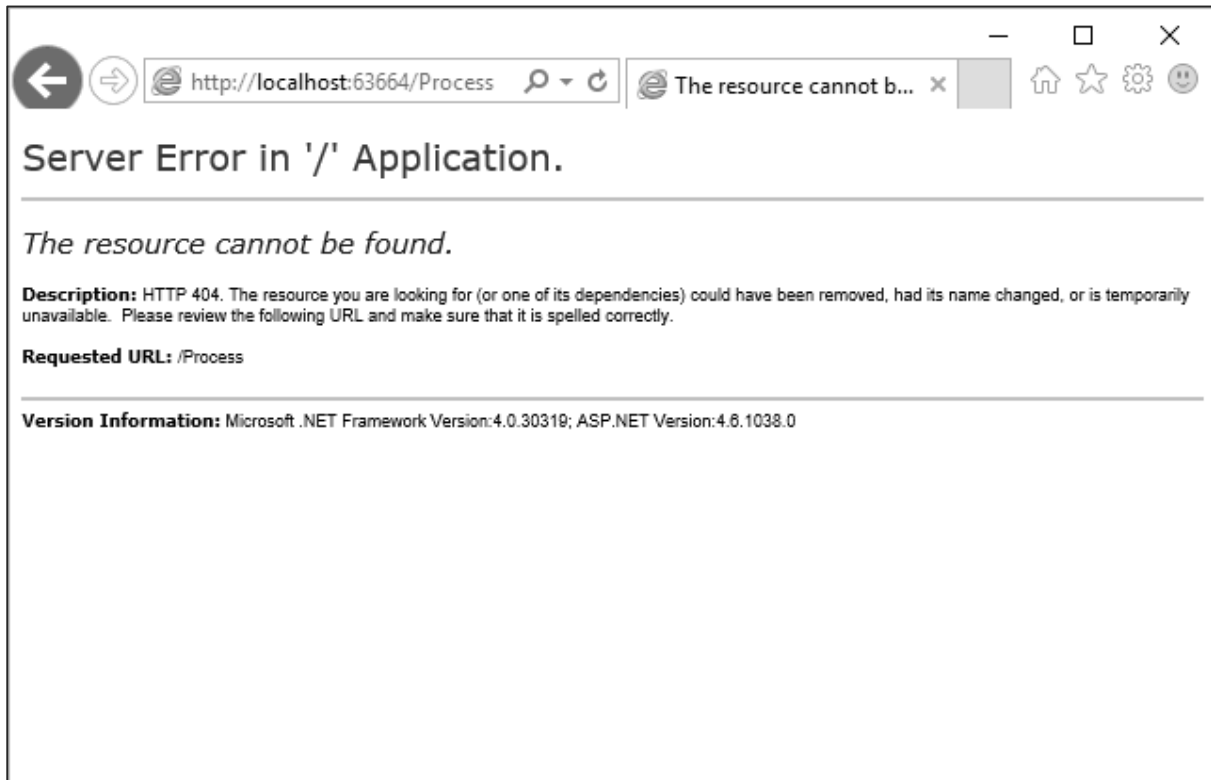 http://localhost:63664/Process
The resource cannot b...
Server Error in '/' Application.
The resource cannot be found.
Description: HTTP 404. The resource you are looking for (or one of its dependencies) could have been removed, had its name changed, or is temporarily
unavailable.  Please review the following URL and make sure that it is spelled correctly.
Requested URL: /Process
Version Information: Microsoft .NET Framework Version:4.0.30319; ASP.NET Version:4.6.1038.0